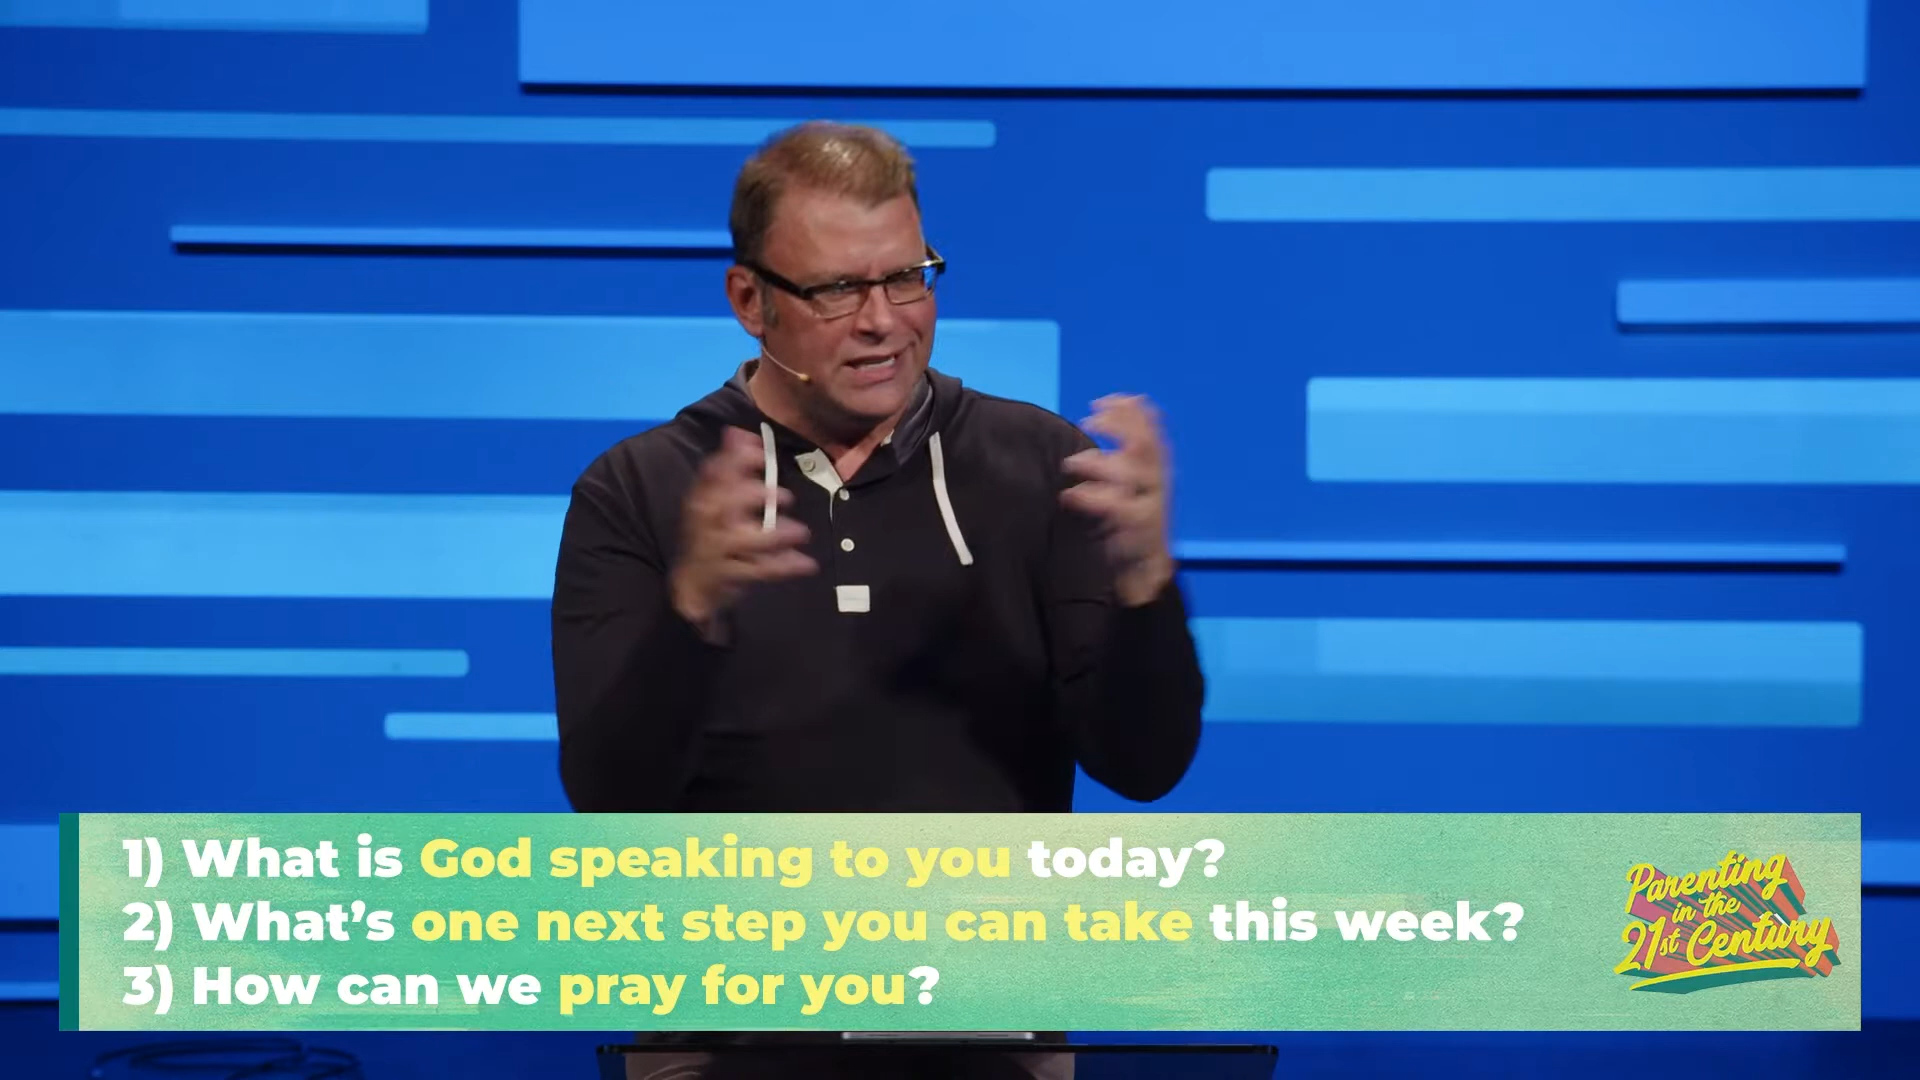 1) What is God speaking to you today?
2) What's one next step you can take this week?
3) How can we pray for you?
Parenting
in the
21st Century